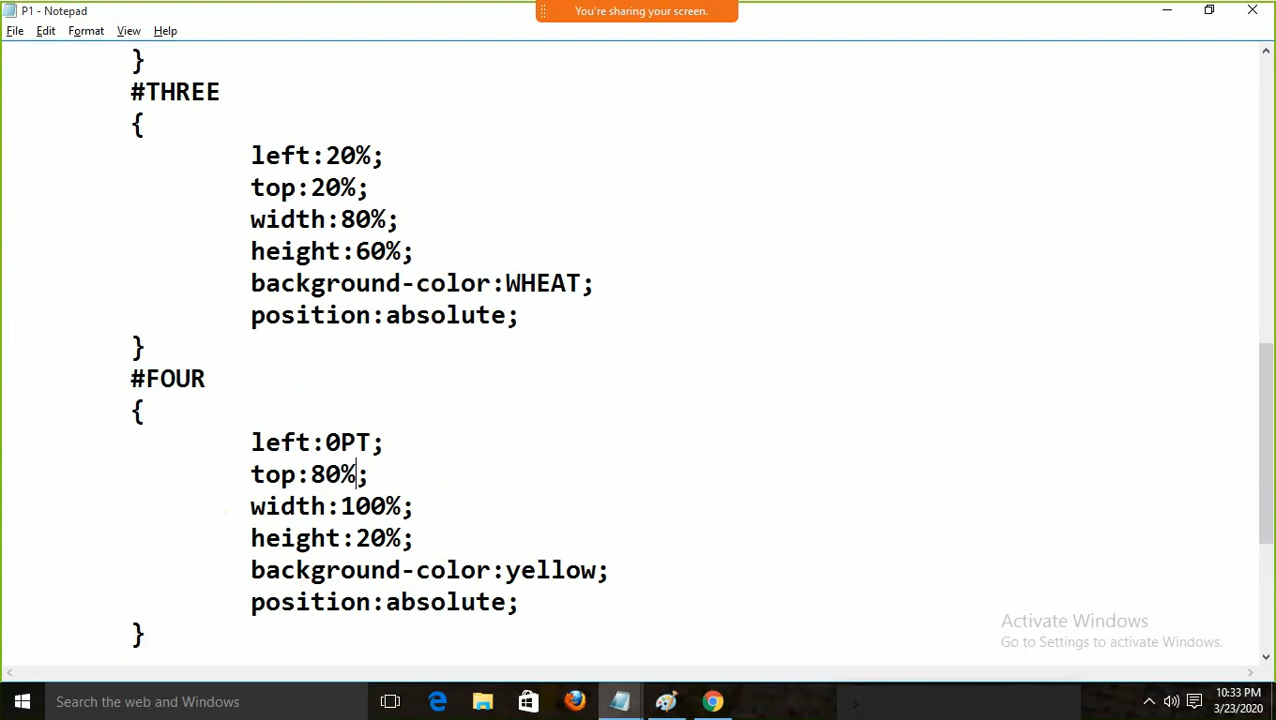 P1 - Notepad
You're sharing your screen.
File Edit Format View Help
}
#THREE
{
left:20%;
top:20%;
width:80%;
height:60%;
background-color:WHEAT;
position:absolute;
}
#FOUR
{
left:0PT;
top:80%;
width:100%;
height:20%;
background-color:yellow;
position:absolute;
}
Activate Windows
Go to Settings to activate Windows.
Search the web and Windows
10:33 PM
3/23/2020